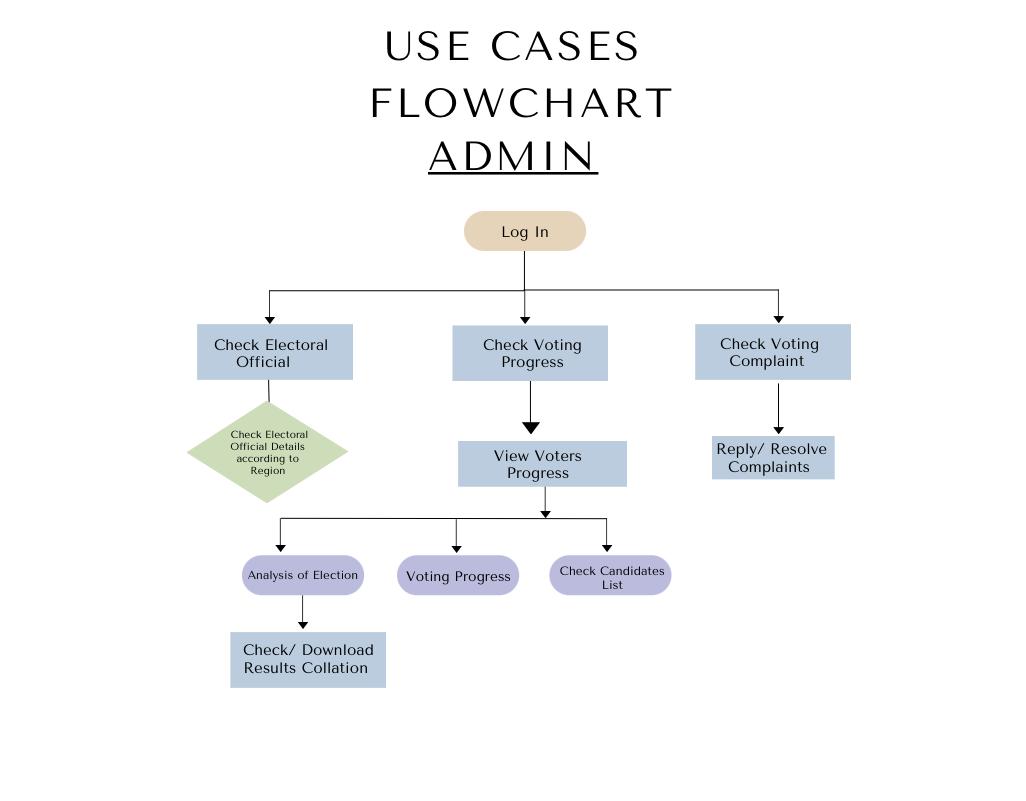 USE CASES
FLOWCHART
ADMIN
Log In
Check Electoral
Official
Check Voting
Progress
Check Voting
Complaint
Check Electoral
Official Details
according to
Region
View Voters
Progress
Reply/ Resolve
Complaints
Analysis of Election
Voting Progress
Check Candidates
List
Check/ Download
Results Collation